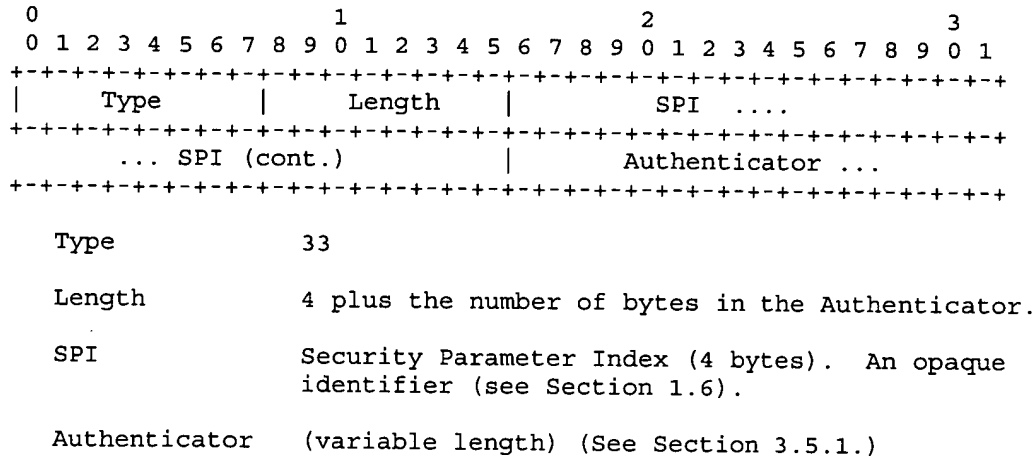 0                   1                   2                   3
0 1 2 3 4 5 6 7 8 9 0 1 2 3 4 5 6 7 8 9 0 1 2 3 4 5 6 7 8 9 0 1
+-+-+-+-+-+-+-+-+-+-+-+-+-+-+-+-+-+-+-+-+-+-+-+-+-+-+-+-+-+-+-+-+
| Type | Length | SPI ....
+-+-+-+-+-+-+-+-+-+-+-+-+-+-+-+-+-+-+-+-+-+-+-+-+-+-+-+-+-+-+-+-+
... SPI (cont.) | Authenticator ...
+-+-+-+-+-+-+-+-+-+-+-+-+-+-+-+-+-+-+-+-+-+-+-+-+-+-+-+-+-+-+-+-+
Type 33
Length 4 plus the number of bytes in the Authenticator.
SPI Security Parameter Index (4 bytes). An opaque
identifier (see Section 1.6).
Authenticator (variable length) (See Section 3.5.1.)